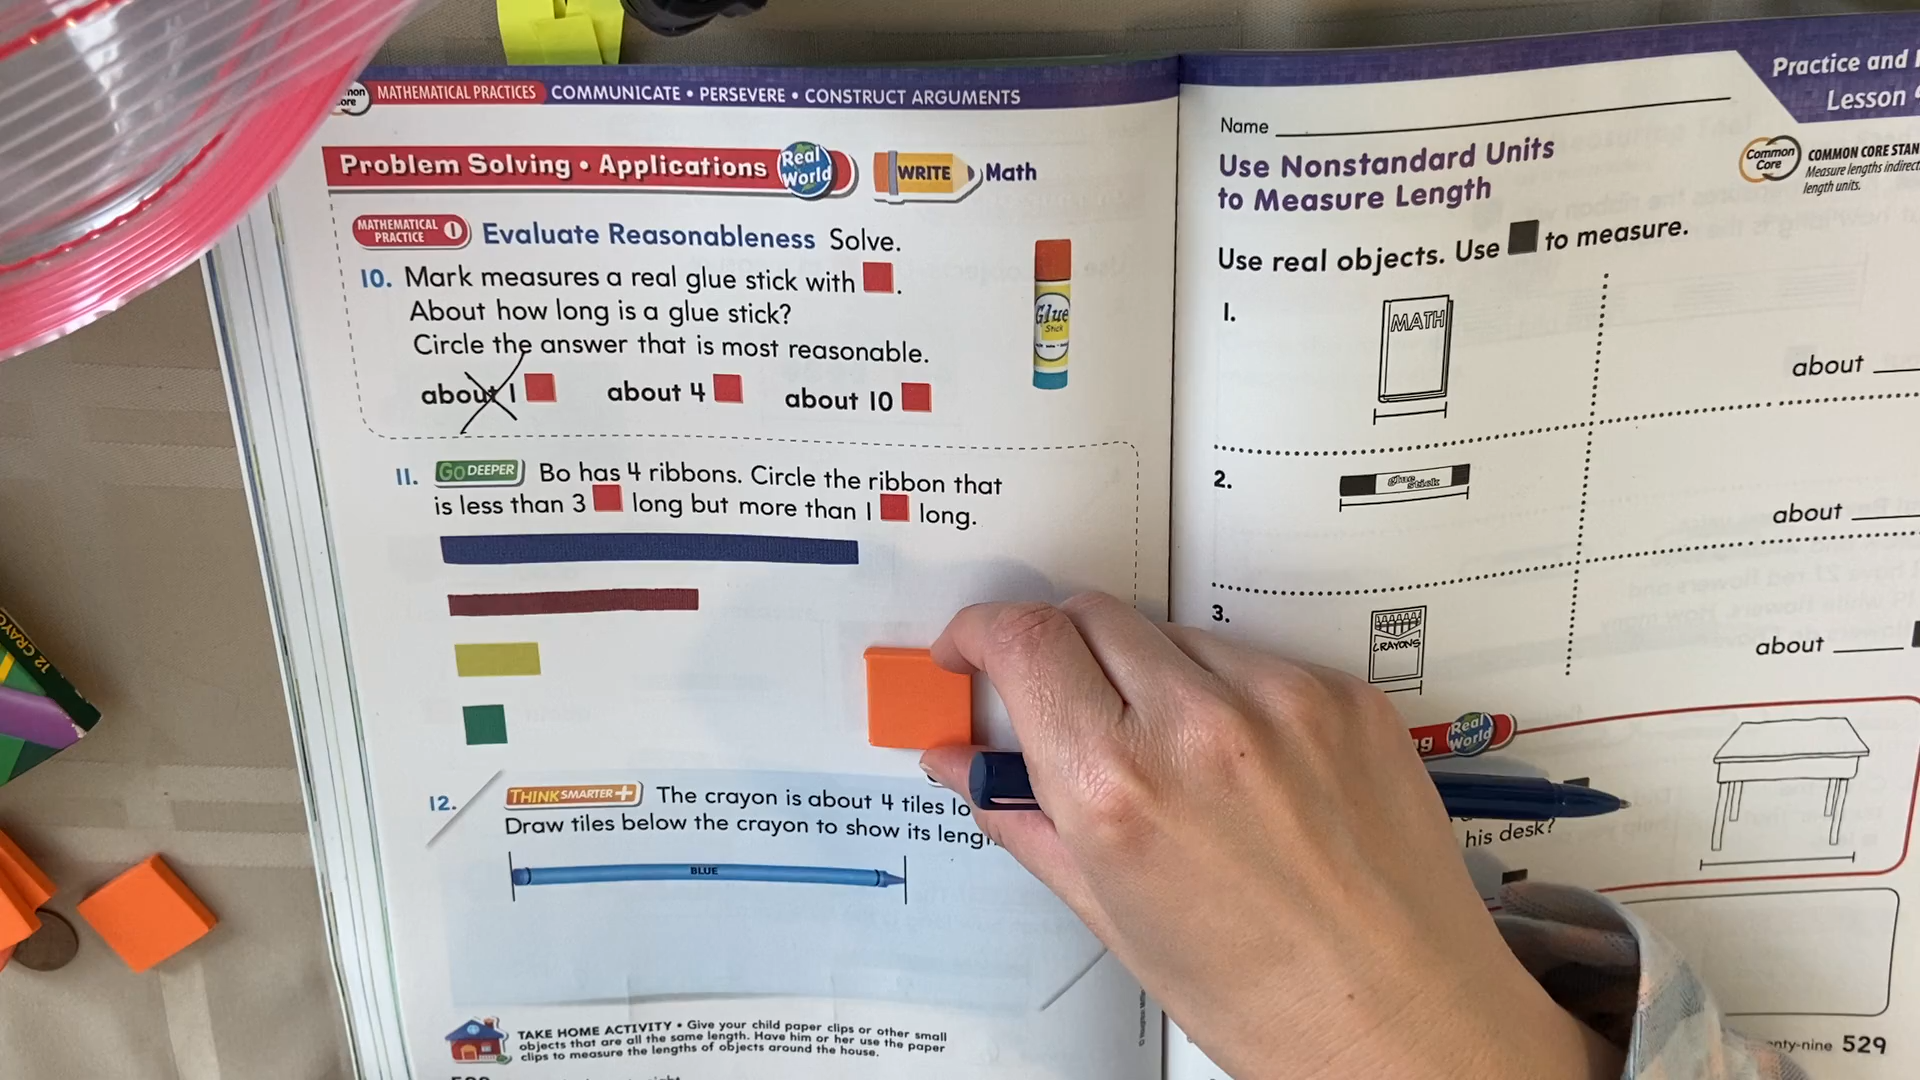 MATHEMATICAL PRACTICES COMMUNICATE • PERSEVERE • CONSTRUCT ARGUMENTS
Problem Solving • Applications Real World WRITE Math
MATHEMATICAL PRACTICE 1 Evaluate Reasonableness Solve.
10. Mark measures a real glue stick with .
About how long is a glue stick?
Circle the answer that is most reasonable.
about 1 about 4 about 10
Glue Stick
11. GO DEEPER Bo has 4 ribbons. Circle the ribbon that
is less than 3 long but more than 1 long.
12. THINK SMARTER + The crayon is about 4 tiles
Draw tiles below the crayon to show its
BLUE
TAKE HOME ACTIVITY • Give your child paper clips or other small
objects that are all the same length. Have him or her use the paper
clips to measure the lengths of objects around the house.
Practice and
Lesson
Name
Use Nonstandard Units
to Measure Length
Common Core
COMMON CORE
Measure lengths
length units.
Use real objects. Use to measure.
1. MATH
about
2. glue stick
about
3. CRAYONS
about
Real World
his desk?
529
12